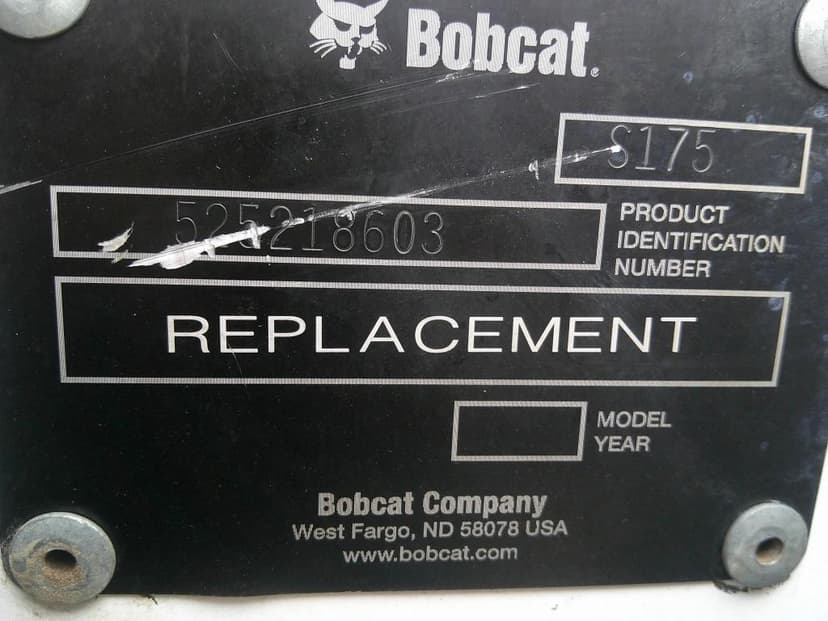 Bobcat®
S175
525218603
PRODUCT
IDENTIFICATION
NUMBER
REPLACEMENT
MODEL
YEAR
Bobcat Company
West Fargo, ND 58078 USA
www.bobcat.com